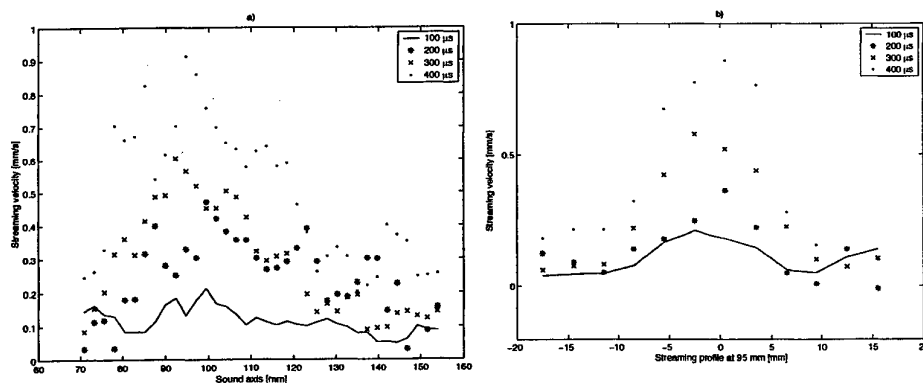 a)
Streaming velocity [mm/s]
1
0.9
0.8
0.7
0.6
0.5
0.4
0.3
0.2
0.1
0
60 70 80 90 100 110 120 130 140 150 160
Sound axis [mm]
100 µs
200 µs
300 µs
400 µs
b)
Streaming velocity [mm/s]
1
0.5
0
-20 -15 -10 -5 0 5 10 15 20
Streaming profile at 95 mm [mm]
100 µs
200 µs
300 µs
400 µs